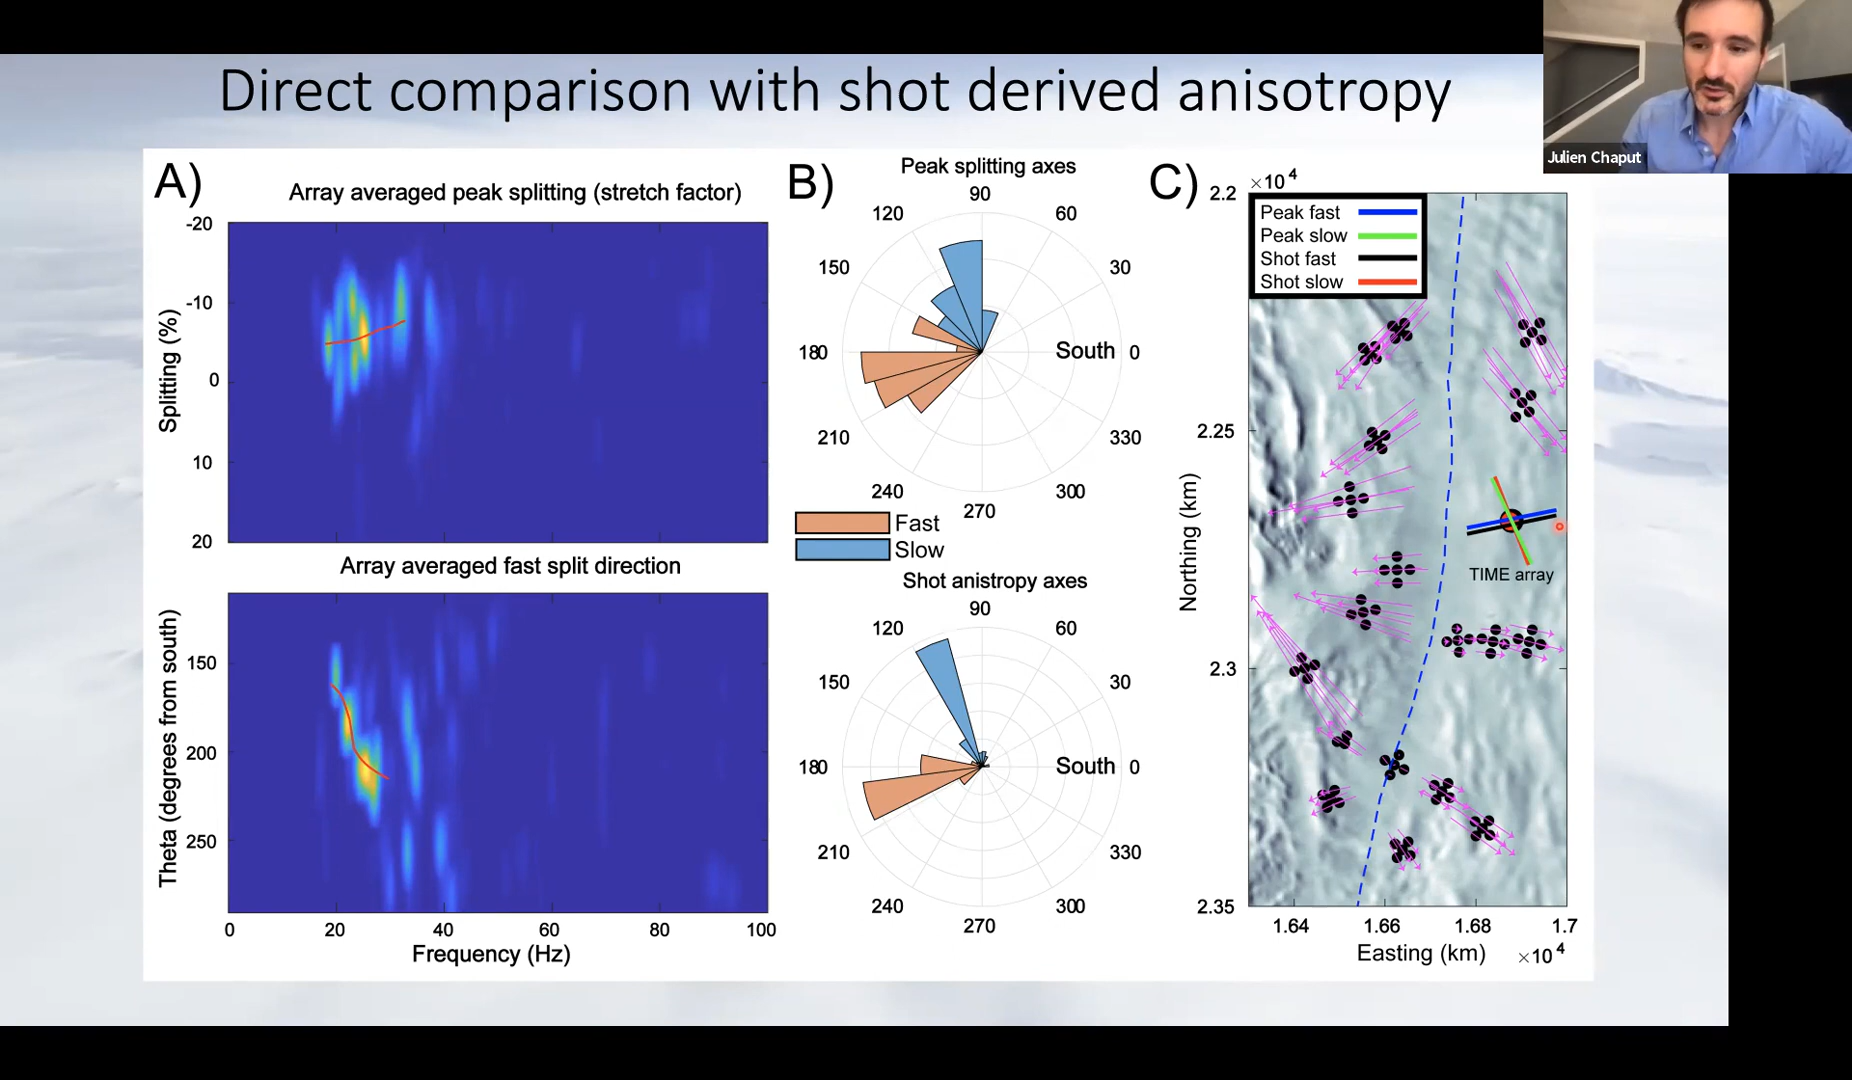 Direct comparison with shot derived anisotropy
Julien Chaput
A)
Array averaged peak splitting (stretch factor)
-20
-10
0
10
20
Splitting (%)
Array averaged fast split direction
150
200
250
Theta (degrees from south)
0
20
40
60
80
100
Frequency (Hz)
B)
Peak splitting axes
90
120
60
150
30
180
South
0
210
330
240
300
270
Fast
Slow
Shot anistropy axes
90
120
60
150
30
180
South
0
210
330
240
300
270
C)
×10 4
Peak fast
Peak slow
Shot fast
Shot slow
2.2
2.25
2.3
2.35
Northing (km)
TIME array
1.64
1.66
1.68
1.7
Easting (km)
×10 4